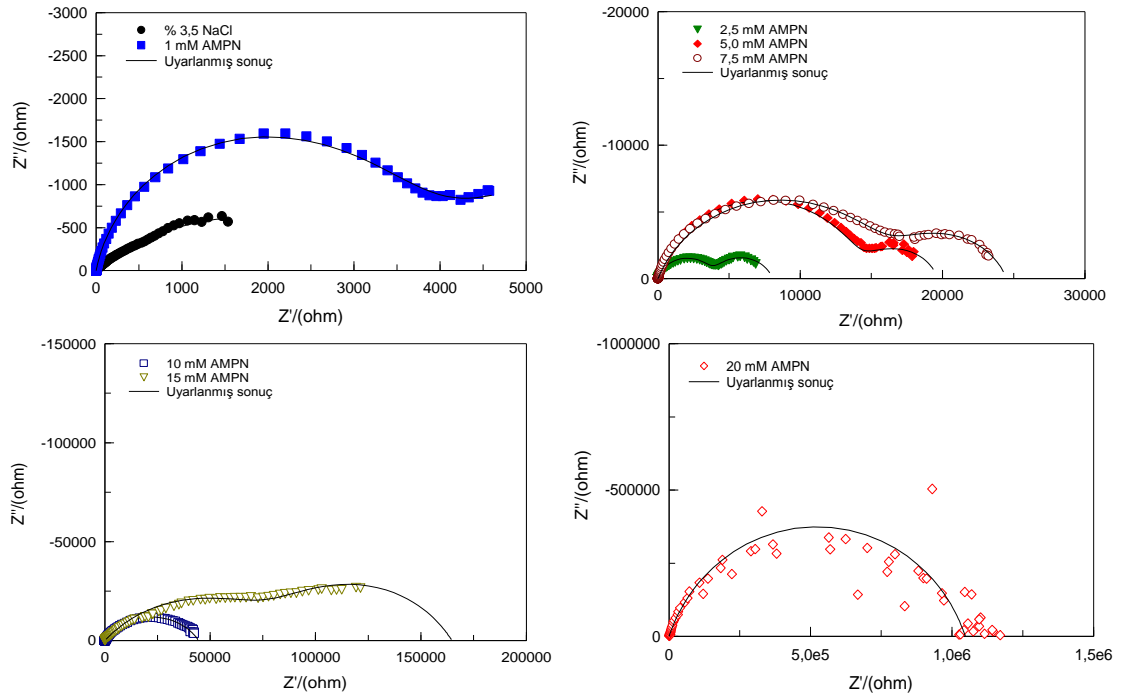 -3000
-2500
-2000
-1500
-1000
-500
0
Z''/(ohm)
% 3,5 NaCl
1 mM AMPN
Uyarlanmış sonuç
0
1000
2000
3000
4000
5000
Z'/(ohm)
-20000
-10000
0
Z''/(ohm)
2,5 mM AMPN
5,0 mM AMPN
7,5 mM AMPN
Uyarlanmış sonuç
0
10000
20000
30000
Z'/(ohm)
-150000
-100000
-50000
0
Z''/(ohm)
10 mM AMPN
15 mM AMPN
Uyarlanmış sonuç
0
50000
100000
150000
200000
Z'/(ohm)
-1000000
-500000
0
Z''/(ohm)
20 mM AMPN
Uyarlanmış sonuç
0
5,0e5
1,0e6
1,5e6
Z'/(ohm)